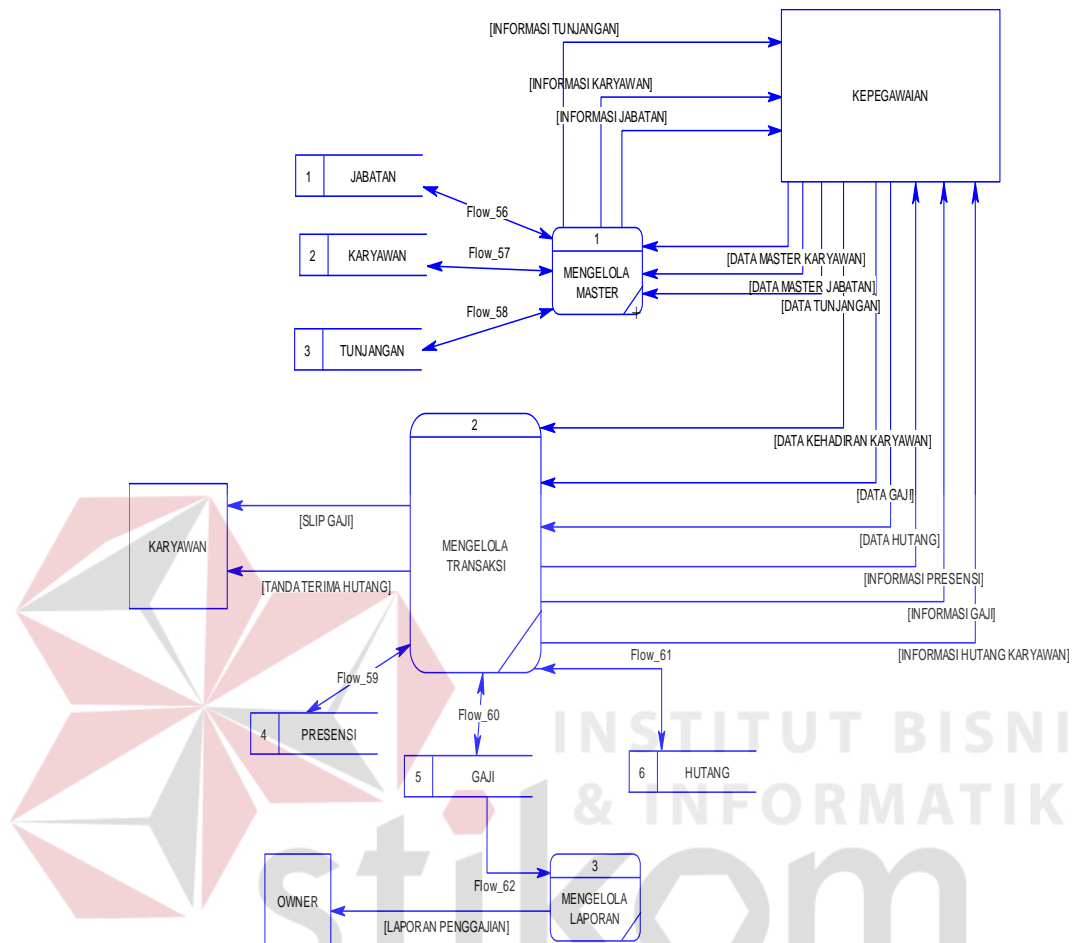 [INFORMASI TUNJANGAN]
[INFORMASI KARYAWAN]
[INFORMASI JABATAN]
KEPEGAWAIAN
1 JABATAN
Flow_56
2 KARYAWAN
Flow_57
3 TUNJANGAN
Flow_58
1
MENGELOLA
MASTER
[DATA MASTER KARYAWAN]
[DATA MASTER JABATAN]
[DATA TUNJANGAN]
2
MENGELOLA
TRANSAKSI
[DATA KEHADIRAN KARYAWAN]
[DATA GAJI]
[DATA HUTANG]
[INFORMASI PRESENSI]
[INFORMASI GAJI]
[INFORMASI HUTANG KARYAWAN]
KARYAWAN
[SLIP GAJI]
[TANDA TERIMA HUTANG]
Flow_59
Flow_60
Flow_61
4 PRESENSI
5 GAJI
6 HUTANG
INSTITUT BISNI
& INFORMATIK
stikom
Flow_62
3
MENGELOLA
LAPORAN
OWNER
[LAPORAN PENGGAJIAN]